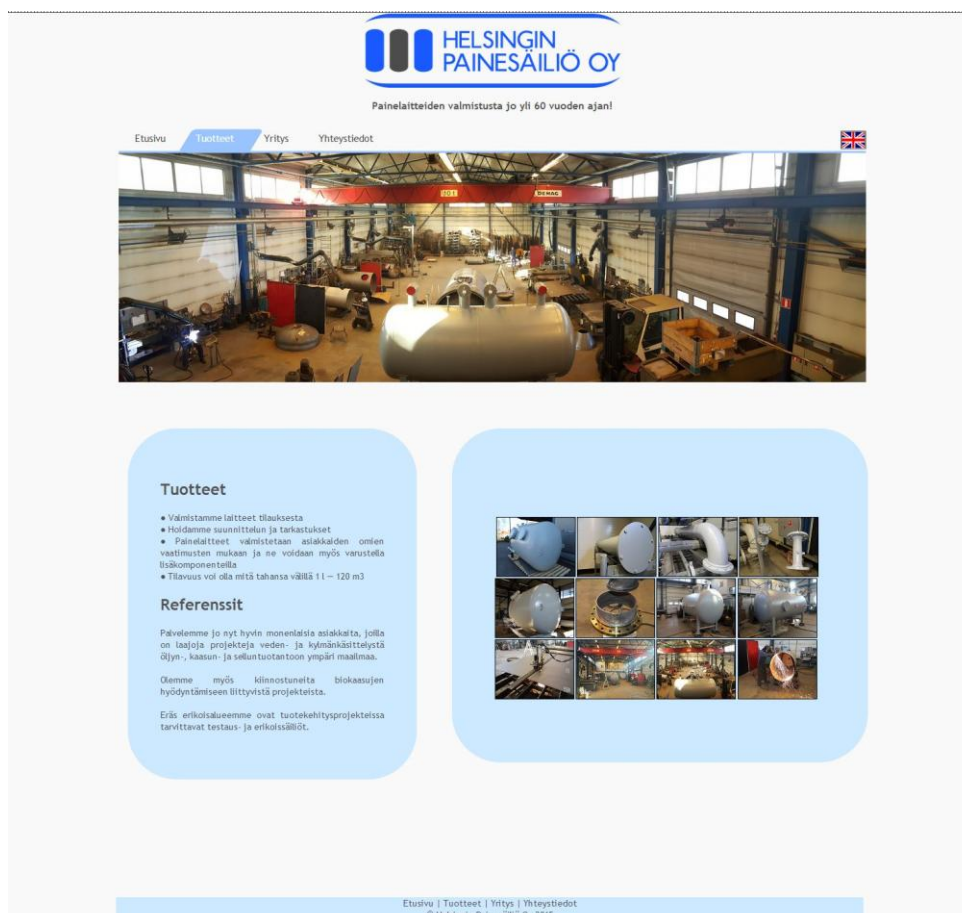 HELSINGIN
PAINESÄILIÖ OY
Painelaitteiden valmistusta jo yli 60 vuoden ajan!
Etusivu Tuotteet Yritys Yhteystiedot
10 t DEMAG
Tuotteet
● Valmistamme laitteet tilauksesta
● Hoidamme suunnittelun ja tarkastukset
● Painelaitteet valmistetaan asiakkaiden omien
vaatimusten mukaan ja ne voidaan myös varustella
lisäkomponenteilla
● Tilavuus voi olla mitä tahansa välillä 1 l — 120 m3
Referenssit
Palvelemme jo nyt hyvin monenlaisia asiakkaita, joilla
on laajoja projekteja veden- ja kylmänkäsittelystä
öljyn-, kaasun- ja selluntuotantoon ympäri maailmaa.
Olemme myös kiinnostuneita biokaasujen
hyödyntämiseen liittyvistä projekteista.
Eräs erikoisalueemme ovat tuotekehitysprojekteissa
tarvittavat testaus- ja erikoissäiliöt.
Etusivu | Tuotteet | Yritys | Yhteystiedot